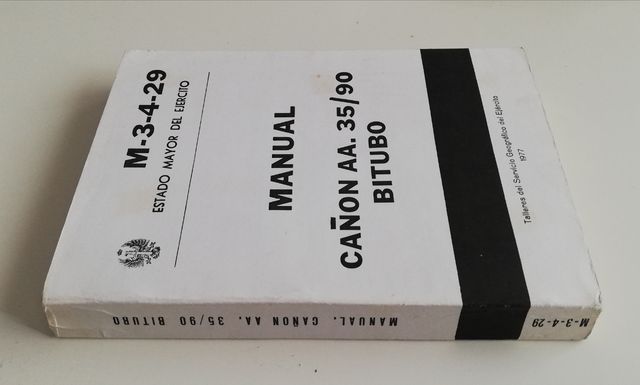 M-3-4-29
ESTADO MAYOR DEL EJERCITO
MANUAL
CAÑON AA. 35/90
BITUBO
Talleres del Servicio Geográfico del Ejército
1977
MANUAL. CAÑON AA. 35/90 BITUBO
M-3-4-29